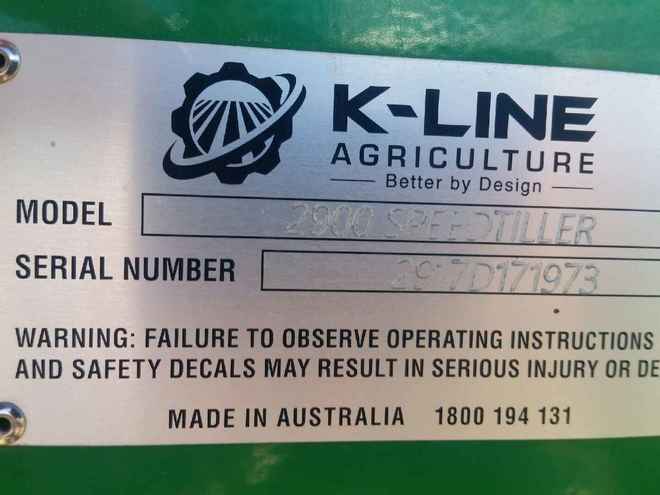 K-LINE
AGRICULTURE
Better by Design
MODEL 2900 SPEEDTILLER
SERIAL NUMBER
WARNING: FAILURE TO OBSERVE OPERATING INSTRUCTIONS
AND SAFETY DECALS MAY RESULT IN SERIOUS INJURY OR DE
MADE IN AUSTRALIA 1800 194 131